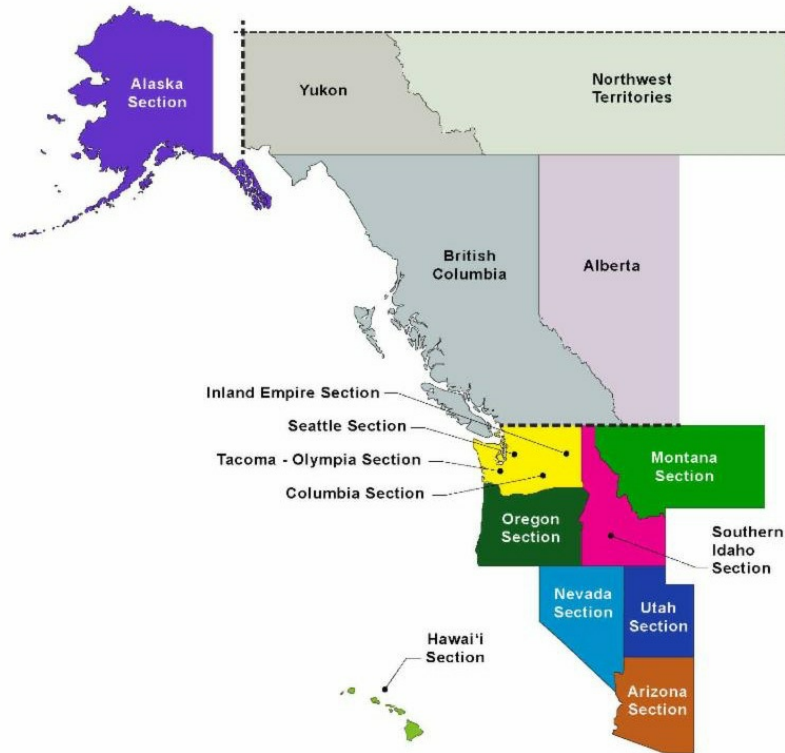 Alaska
Section
Yukon
Northwest
Territories
British
Columbia
Alberta
Inland Empire Section
Seattle Section
Tacoma - Olympia Section
Columbia Section
Montana
Section
Oregon
Section
Southern
Idaho
Section
Nevada
Section
Utah
Section
Hawai‘i
Section
Arizona
Section